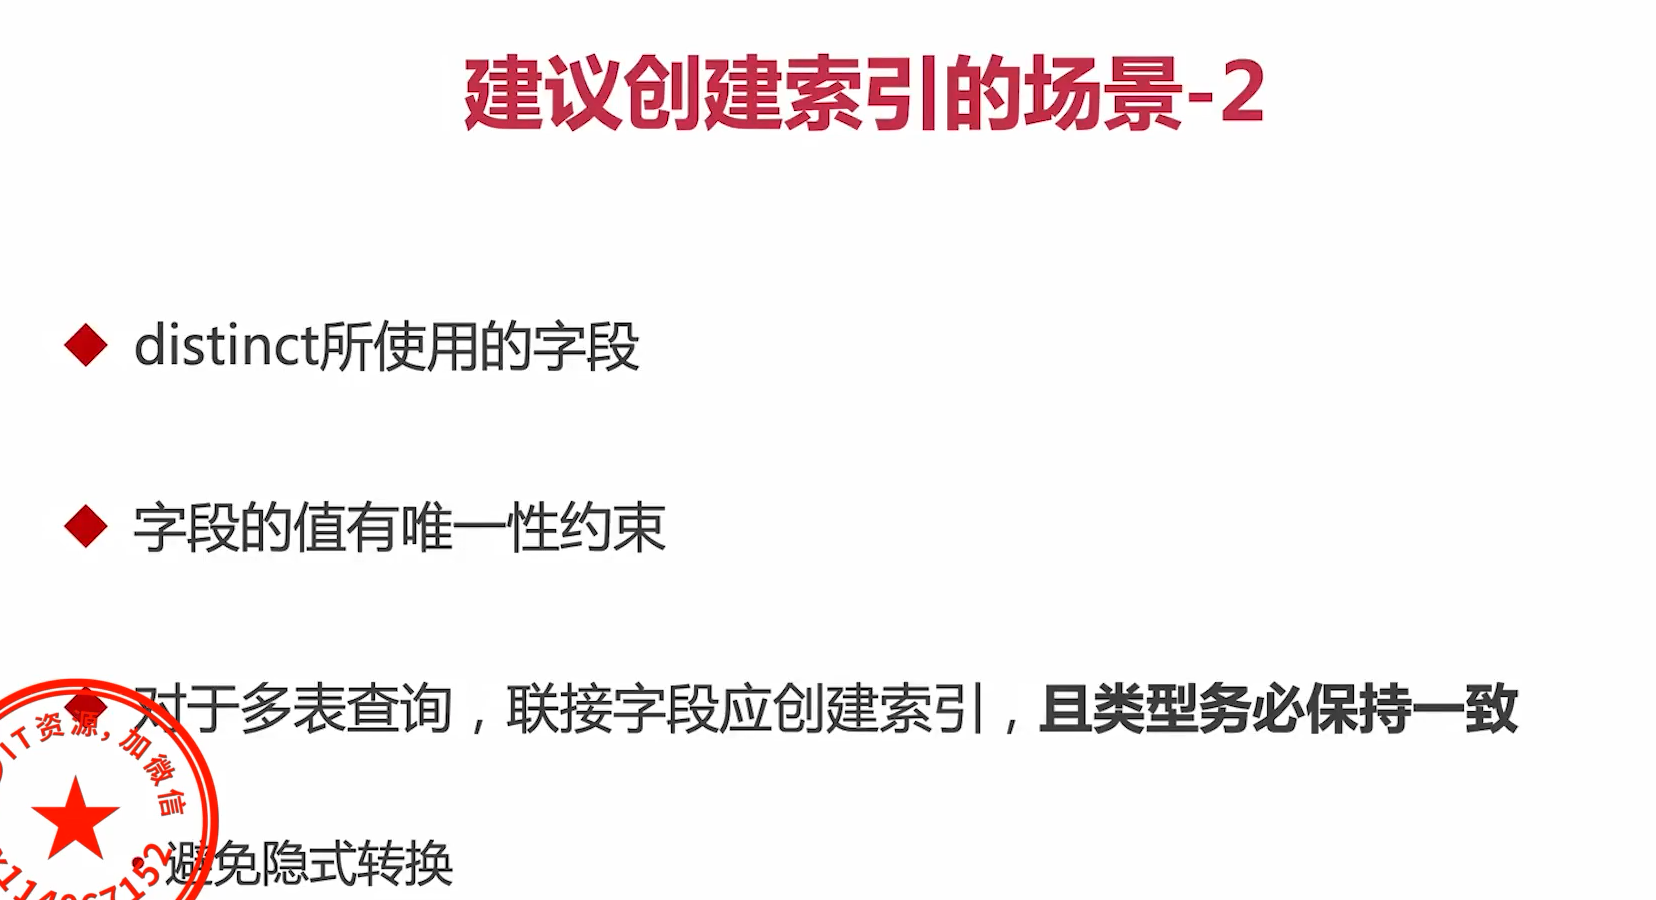 建议创建索引的场景-2
distinct所使用的字段
字段的值有唯一性约束
对于多表查询，联接字段应创建索引，且类型务必保持一致
避免隐式转换
IT资源,加微信